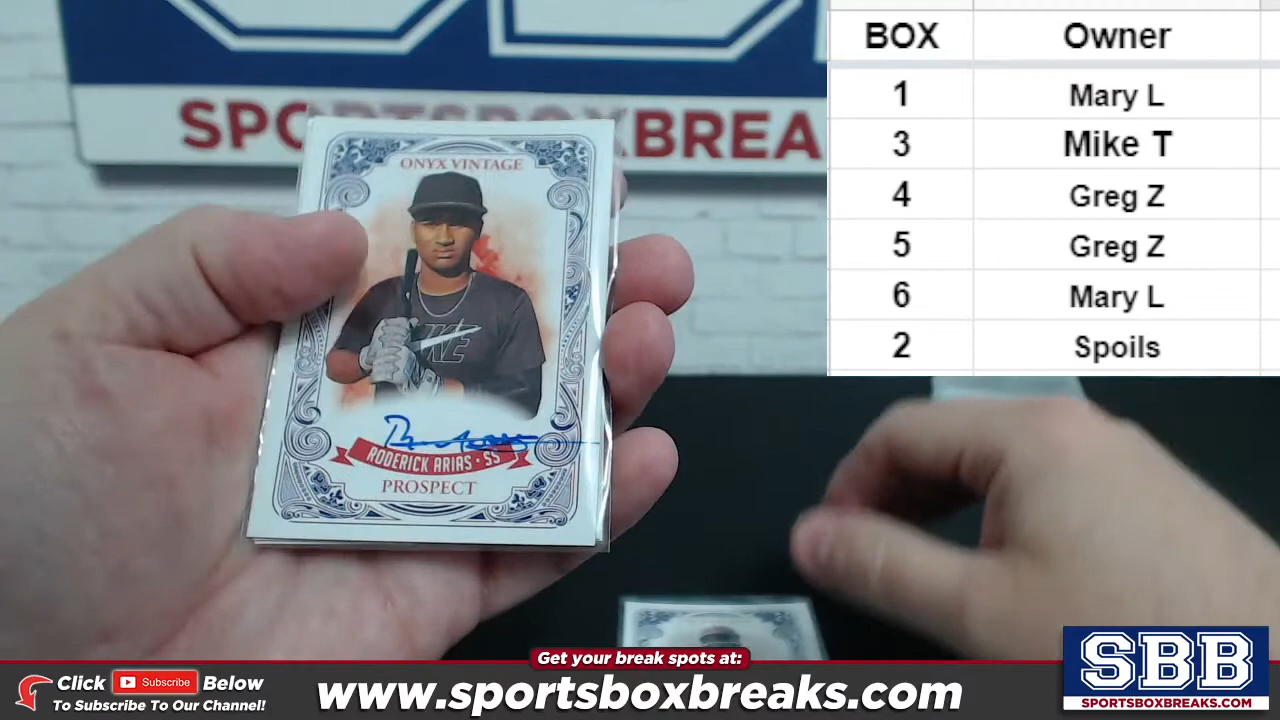 SPORTSBOXBREA
BOX Owner
1 Mary L
3 Mike T
4 Greg Z
5 Greg Z
6 Mary L
2 Spoils
ONYX VINTAGE
RODERICK ARIAS • SS
PROSPECT
Get your break spots at:
Click Subscribe Below
To Subscribe To Our Channel!
www.sportsboxbreaks.com
SBB
SPORTSBOXBREAKS.COM